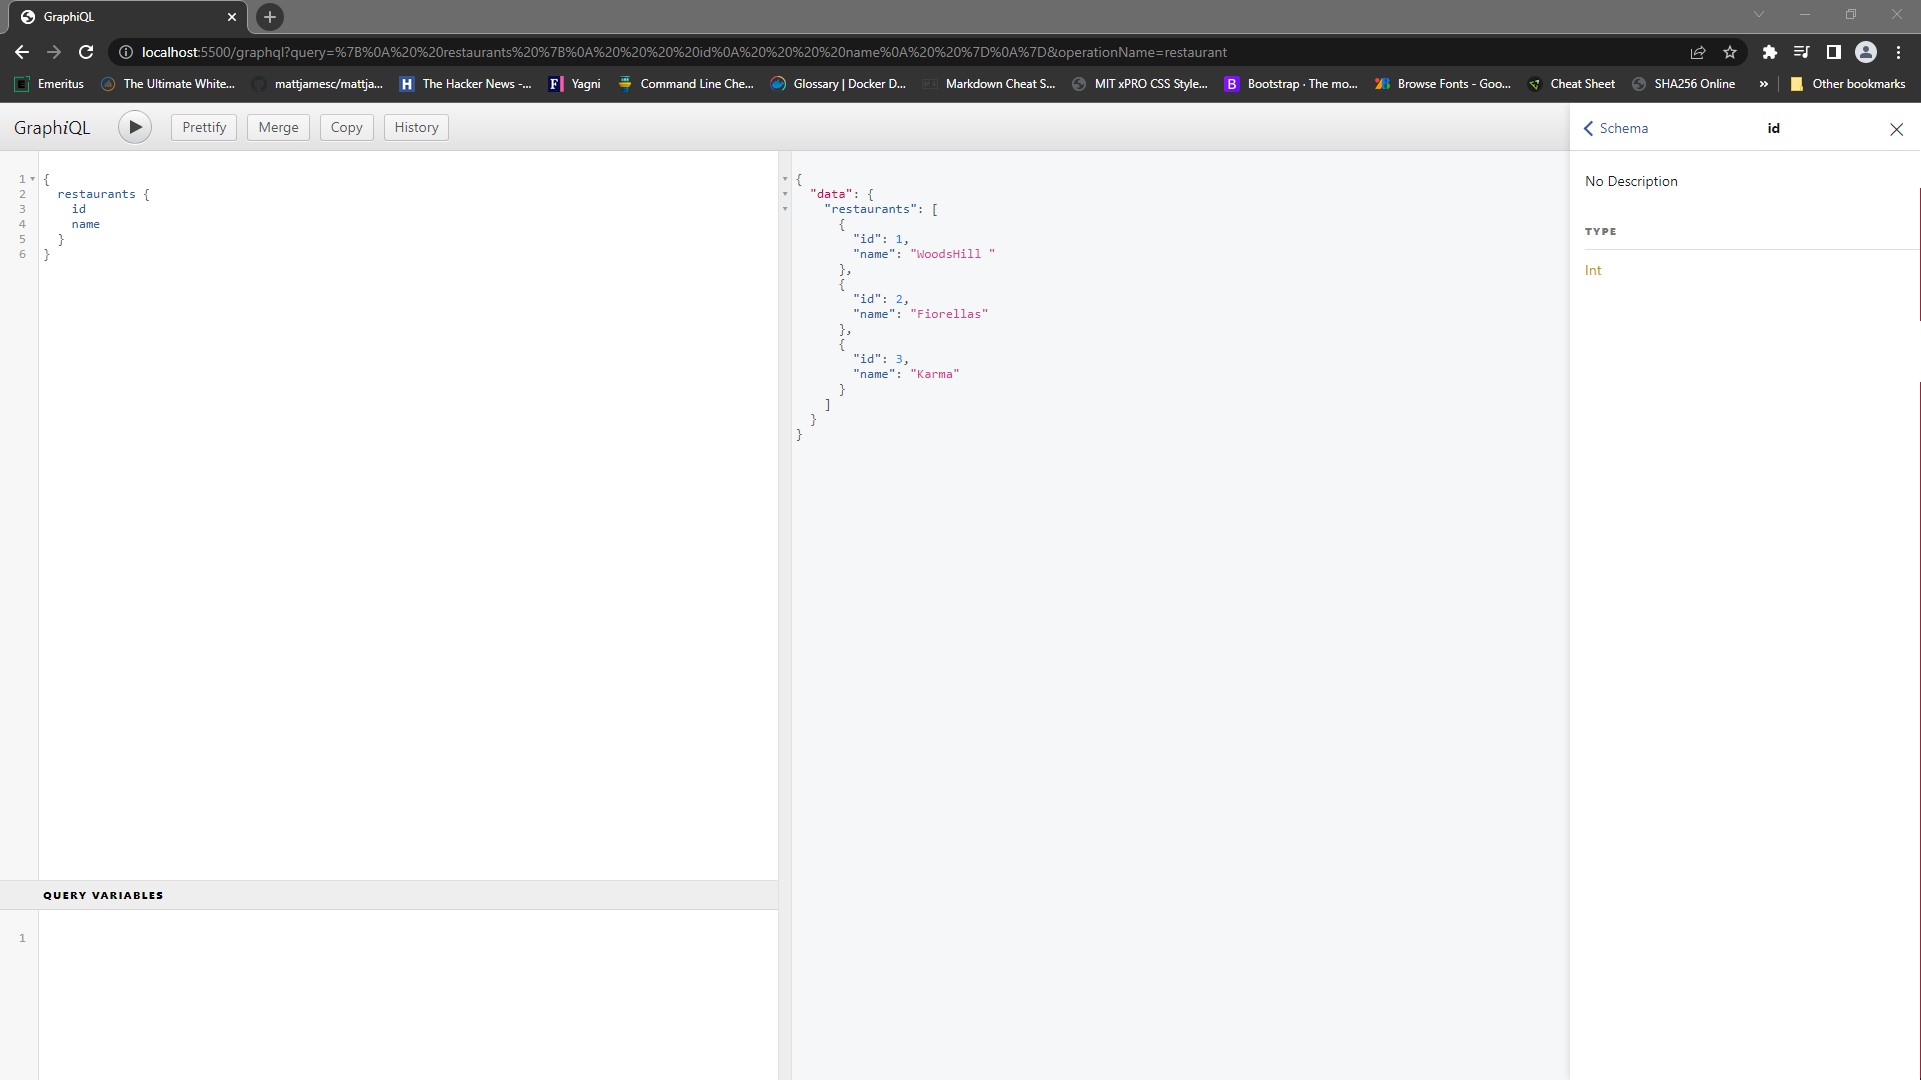 GraphiQL
localhost:5500/graphql?query=%7B%0A%20%20restaurants%20%7B%0A%20%20%20%20id%0A%20%20%20%20name%0A%20%20%7D%0A%7D&operationName=restaurant
Emeritus The Ultimate White... mattjamesc/mattja... The Hacker News -... Yagni Command Line Che... Glossary | Docker D... Markdown Cheat S... MIT xPRO CSS Style... Bootstrap · The mo... Browse Fonts - Goo... Cheat Sheet SHA256 Online » Other bookmarks
GraphiQL Prettify Merge Copy History
1 {
2 restaurants {
3 id
4 name
5 }
6 }
QUERY VARIABLES
1
{
"data": {
"restaurants": [
{
"id": 1,
"name": "WoodsHill "
},
{
"id": 2,
"name": "Fiorellas"
},
{
"id": 3,
"name": "Karma"
}
]
}
}
Schema id
No Description
TYPE
Int